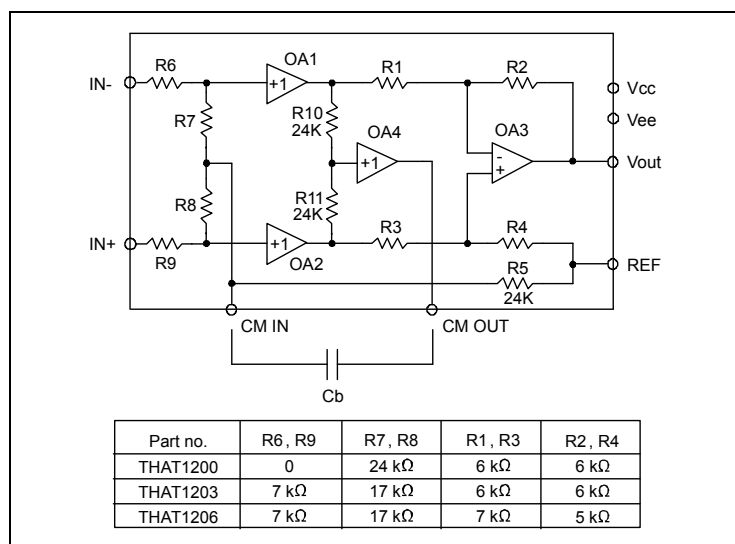 R6
OA1
R1
R2
IN-
+1
Vcc
R7
R10
24K
OA4
Vee
OA3
+1
-
+
Vout
R8
R11
24K
IN+
+1
R3
R4
R9
OA2
R5
24K
REF
CM IN
CM OUT
Cb
Part no. R6 , R9 R7 , R8 R1 , R3 R2 , R4
THAT1200 0 24 kΩ 6 kΩ 6 kΩ
THAT1203 7 kΩ 17 kΩ 6 kΩ 6 kΩ
THAT1206 7 kΩ 17 kΩ 7 kΩ 5 kΩ